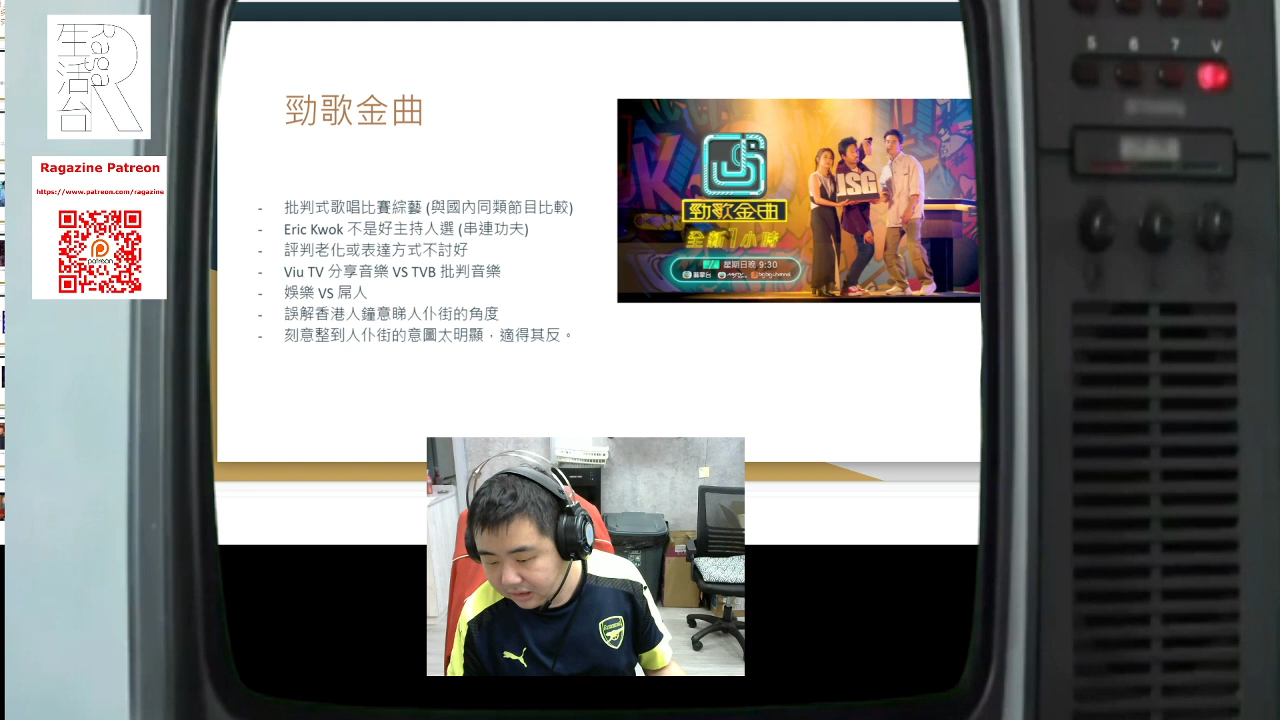 生活台
Raga
Ragazine Patreon
https://www.patreon.com/ragazine
patreon
勁歌金曲
- 批判式歌唱比賽綜藝 (與國內同類節目比較)
- Eric Kwok 不是好主持人選 (串連功夫)
- 評判老化或表達方式不討好
- Viu TV 分享音樂 VS TVB 批判音樂
- 娛樂 VS 屌人
- 誤解香港人鐘意睇人仆街的角度
- 刻意整到人仆街的意圖太明顯，適得其反。
JSG
勁歌金曲
全新1小時
星期日晚 9:30
5 6 7 V